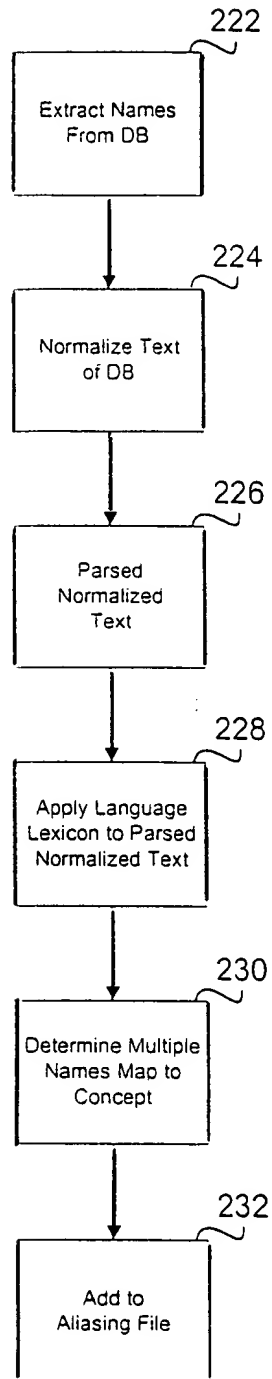 222
Extract Names
From DB
224
Normalize Text
of DB
226
Parsed
Normalized
Text
228
Apply Language
Lexicon to Parsed
Normalized Text
230
Determine Multiple
Names Map to
Concept
232
Add to
Aliasing File